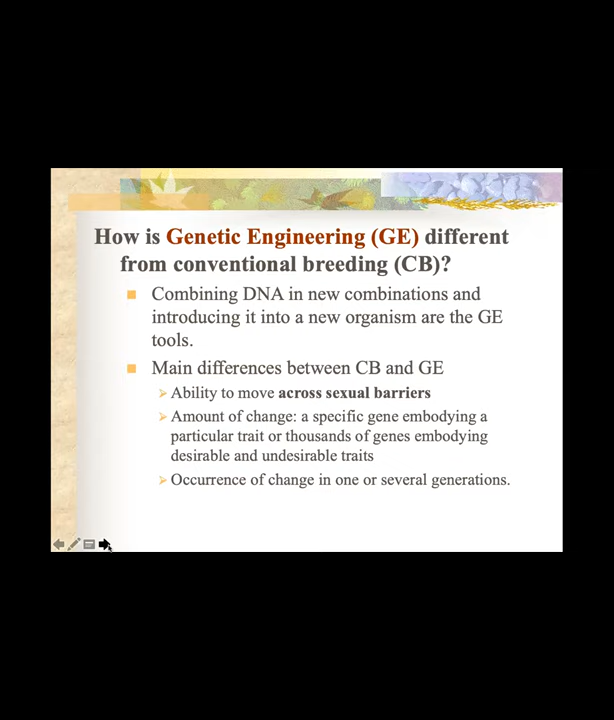 How is Genetic Engineering (GE) different
from conventional breeding (CB)?
Combining DNA in new combinations and
introducing it into a new organism are the GE
tools.
Main differences between CB and GE
Ability to move across sexual barriers
Amount of change: a specific gene embodying a
particular trait or thousands of genes embodying
desirable and undesirable traits
Occurrence of change in one or several generations.